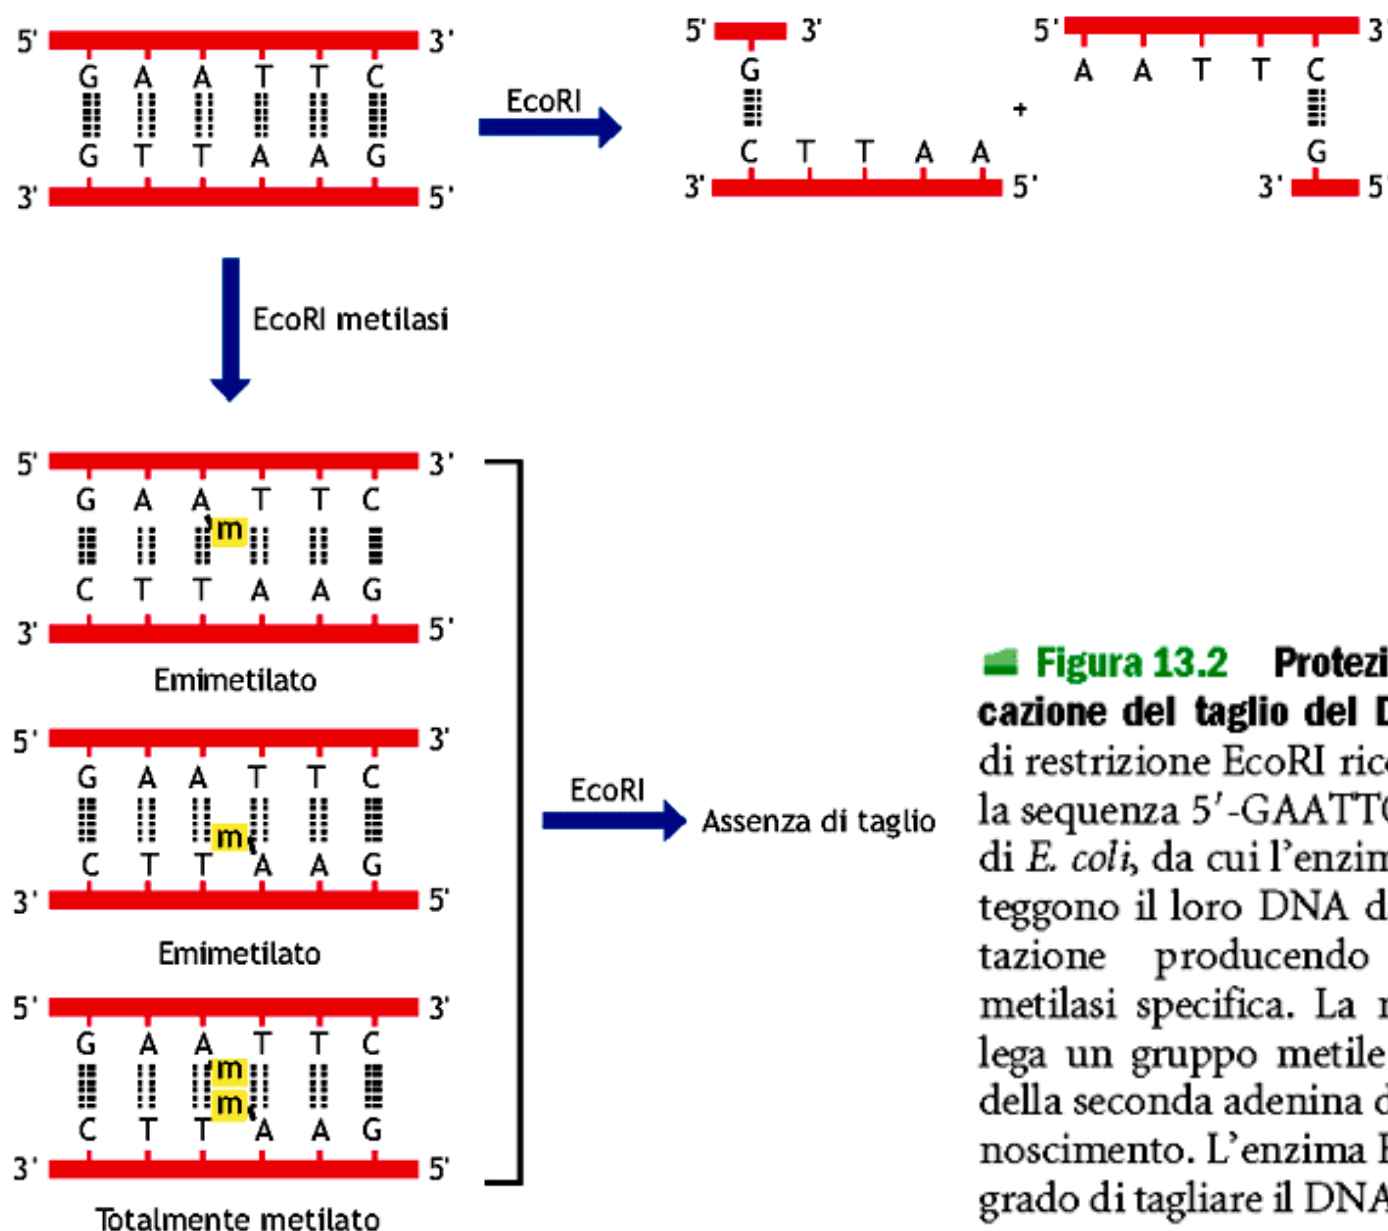 5' 3'
G A A T T C
G T T A A G
3' 5'
EcoRI
5' 3'
G
C T T A A
3' 5'
+
5' 3'
A A T T C
G
3' 5'
EcoRI metilasi
5' 3'
G A A T T C
m
C T T A A G
3' 5'
Emimetilato
5' 3'
G A A T T C
m
C T T A A G
3' 5'
Emimetilato
5' 3'
G A A T T C
m
m
C T T A A G
3' 5'
Totalmente metilato
EcoRI
Assenza di taglio
Figura 13.2 Protezi
cazione del taglio del D
di restrizione EcoRI rico
la sequenza 5'-GAATTC
di E. coli, da cui l'enzim
teggono il loro DNA d
tazione producendo
metilasi specifica. La
lega un gruppo metile
della seconda adenina d
noscimento. L'enzima E
grado di tagliare il DNA